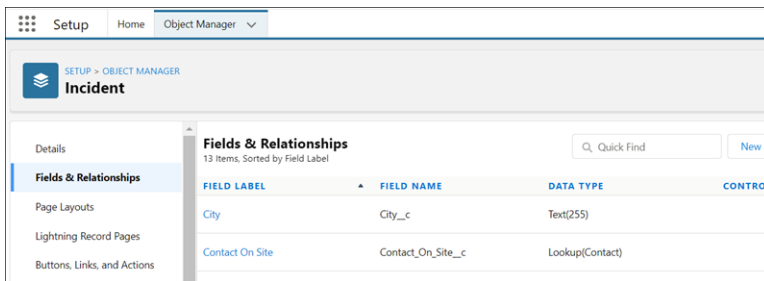 Setup Home Object Manager
SETUP > OBJECT MANAGER
Incident
Details
Fields & Relationships
Page Layouts
Lightning Record Pages
Buttons, Links, and Actions
Fields & Relationships
13 Items, Sorted by Field Label
Quick Find New
FIELD LABEL FIELD NAME DATA TYPE CONTRO
City City__c Text(255)
Contact On Site Contact_On_Site__c Lookup(Contact)